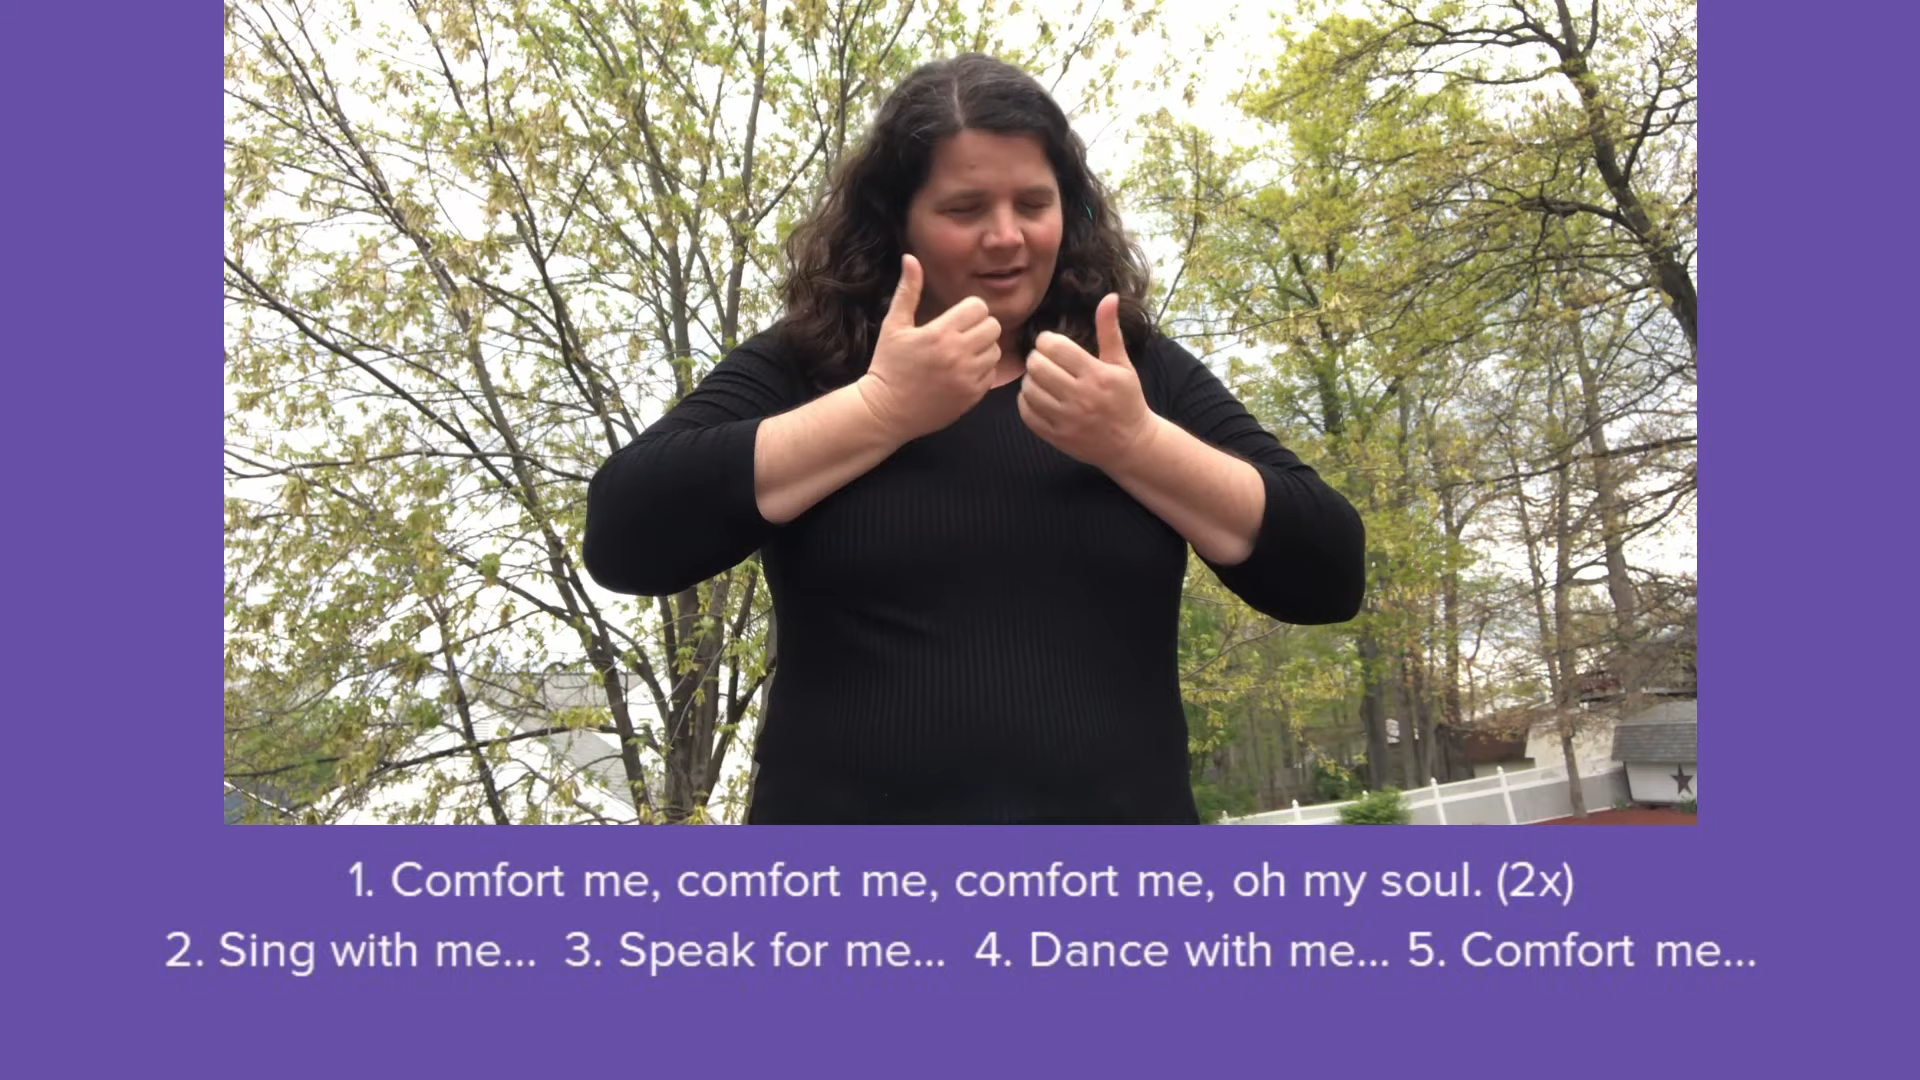 1. Comfort me, comfort me, comfort me, oh my soul. (2x)
2. Sing with me... 3. Speak for me... 4. Dance with me... 5. Comfort me...